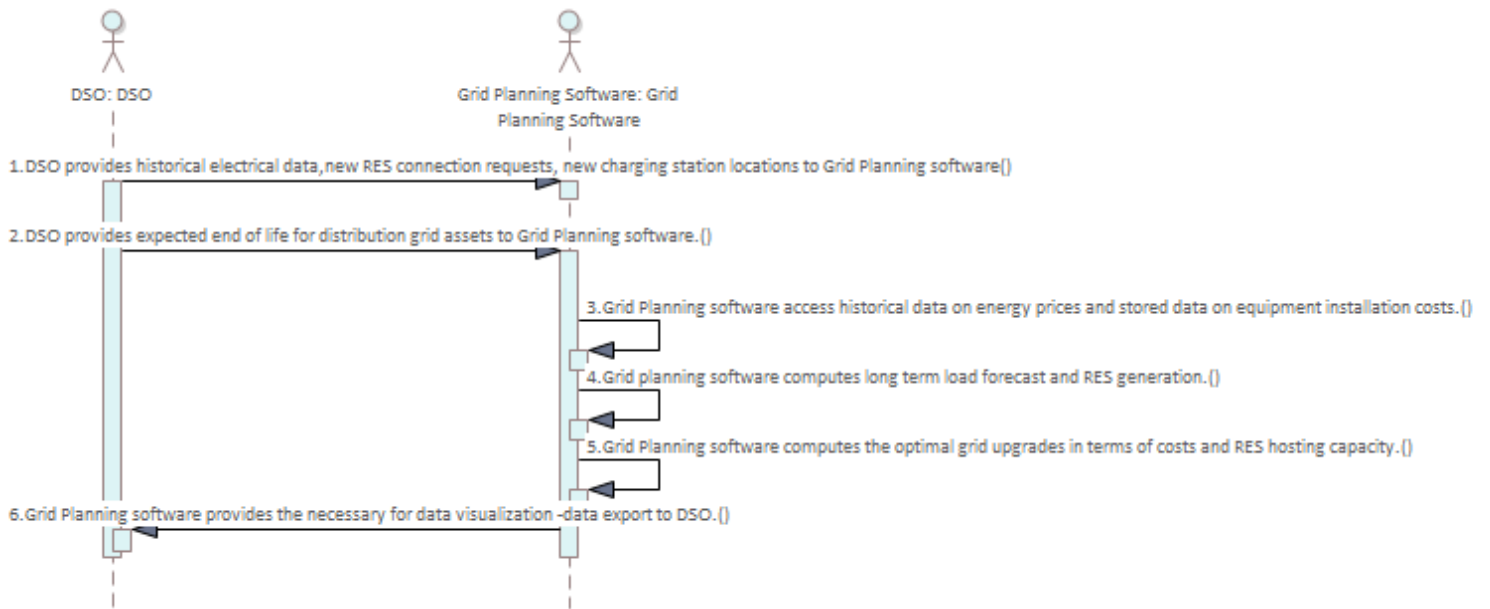 DSO: DSO
Grid Planning Software: Grid
Planning Software
1.DSO provides historical electrical data,new RES connection requests, new charging station locations to Grid Planning software()
2.DSO provides expected end of life for distribution grid assets to Grid Planning software.()
3.Grid Planning software access historical data on energy prices and stored data on equipment installation costs.()
4.Grid planning software computes long term load forecast and RES generation.()
5.Grid Planning software computes the optimal grid upgrades in terms of costs and RES hosting capacity.()
6.Grid Planning software provides the necessary for data visualization -data export to DSO.()